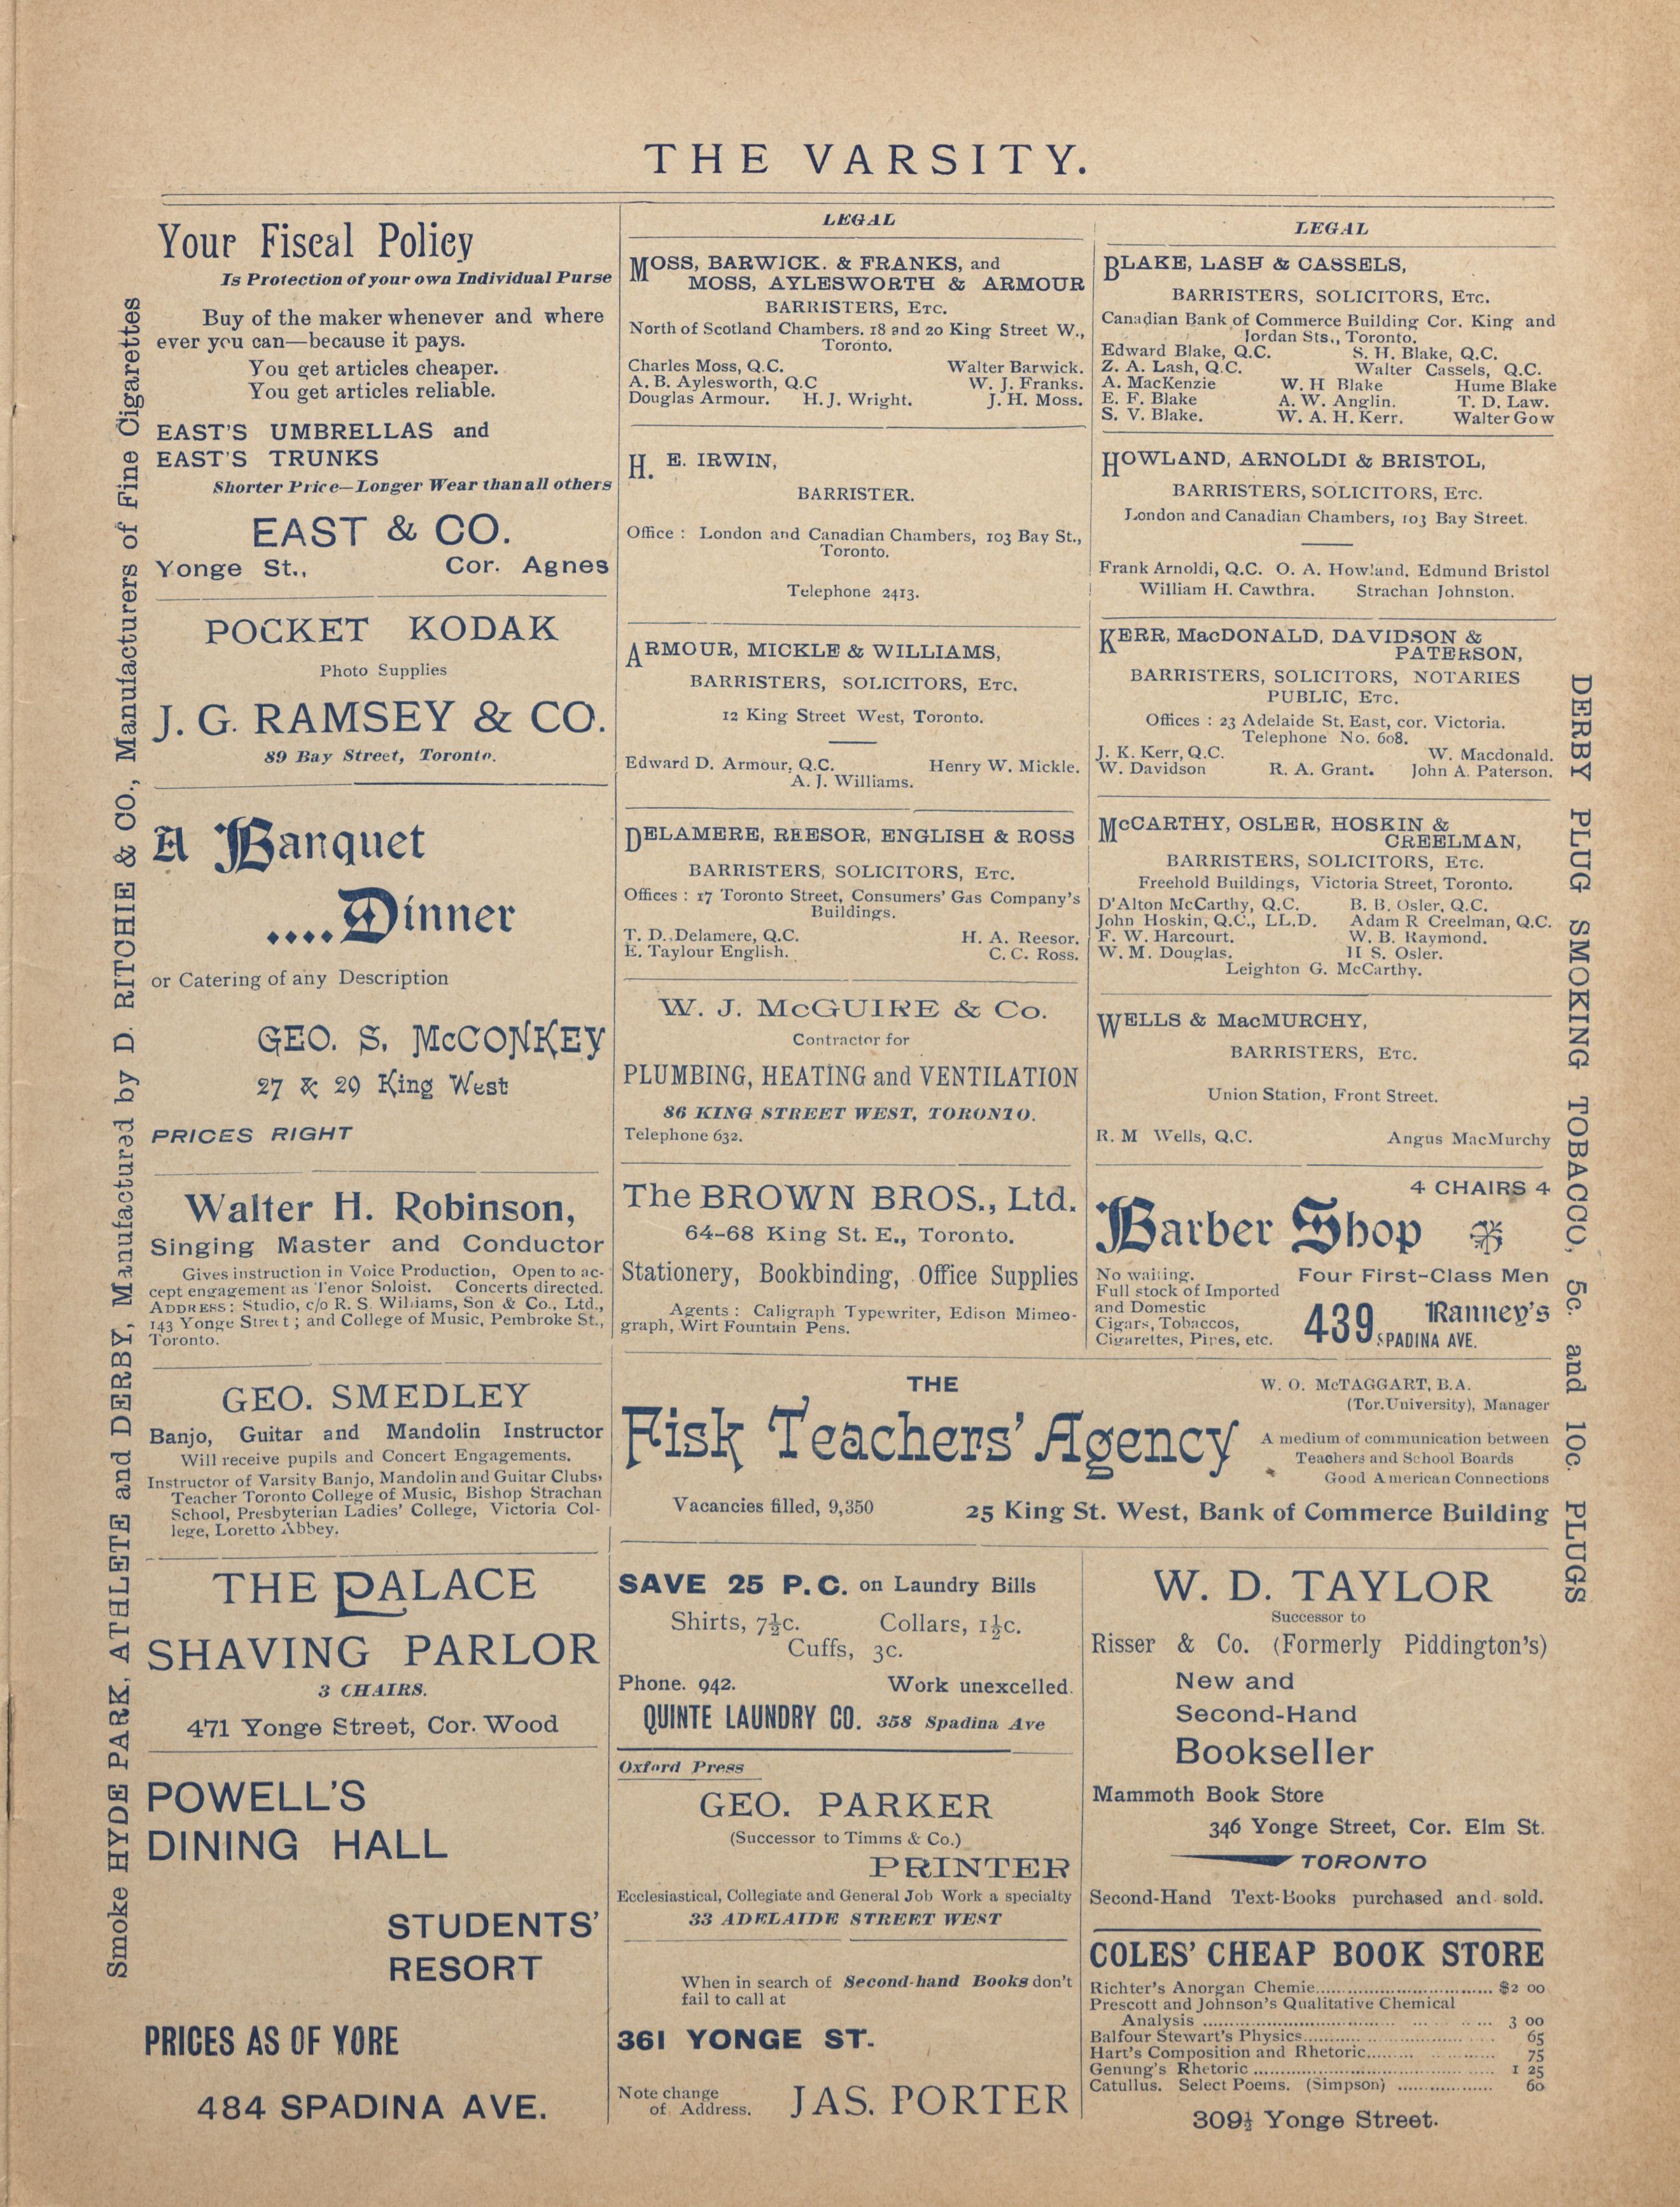 THE VARSITY.
Smoke HYDE PARK, ATHLETE and DERBY, Manufactured by D. RITCHIE & CO., Manufacturers of Fine Cigarettes
Your Fiscal Policy
Is Protection of your own Individual Purse
Buy of the maker whenever and where
ever you can—because it pays.
You get articles cheaper.
You get articles reliable.
EAST'S UMBRELLAS and
EAST'S TRUNKS
Shorter Price—Longer Wear than all others
EAST & CO.
Yonge St., Cor. Agnes
POCKET KODAK
Photo Supplies
J. G. RAMSEY & CO.
89 Bay Street, Toronto.
A Banquet
....Dinner
or Catering of any Description
GEO. S. McCONKEY
27 & 29 King West
PRICES RIGHT
Walter H. Robinson,
Singing Master and Conductor
Gives instruction in Voice Production, Open to ac-
cept engagement as Tenor Soloist. Concerts directed.
ADDRESS: Studio, c/o R. S. Williams, Son & Co., Ltd.,
143 Yonge Street; and College of Music, Pembroke St.,
Toronto.
GEO. SMEDLEY
Banjo, Guitar and Mandolin Instructor
Will receive pupils and Concert Engagements.
Instructor of Varsity Banjo, Mandolin and Guitar Clubs,
Teacher Toronto College of Music, Bishop Strachan
School, Presbyterian Ladies' College, Victoria Col-
lege, Loretto Abbey.
THE PALACE
SHAVING PARLOR
3 CHAIRS.
471 Yonge Street, Cor. Wood
POWELL'S
DINING HALL
STUDENTS'
RESORT
PRICES AS OF YORE
484 SPADINA AVE.
LEGAL
MOSS, BARWICK. & FRANKS, and
MOSS, AYLESWORTH & ARMOUR
BARRISTERS, ETC.
North of Scotland Chambers. 18 and 20 King Street W.,
Toronto.
Charles Moss, Q.C. Walter Barwick.
A. B. Aylesworth, Q.C W. J. Franks.
Douglas Armour. H. J. Wright. J. H. Moss.
H. E. IRWIN,
BARRISTER.
Office : London and Canadian Chambers, 103 Bay St.,
Toronto.
Telephone 2413.
ARMOUR, MICKLE & WILLIAMS,
BARRISTERS, SOLICITORS, ETC.
12 King Street West, Toronto.
Edward D. Armour, Q.C. Henry W. Mickle.
A. J. Williams.
DELAMERE, REESOR, ENGLISH & ROSS
BARRISTERS, SOLICITORS, ETC.
Offices : 17 Toronto Street, Consumers' Gas Company's
Buildings.
T. D. Delamere, Q.C. H. A. Reesor.
E. Taylour English. C. C. Ross.
W. J. McGUIRE & Co.
Contractor for
PLUMBING, HEATING and VENTILATION
86 KING STREET WEST, TORONTO.
Telephone 632.
The BROWN BROS., Ltd.
64-68 King St. E., Toronto.
Stationery, Bookbinding, Office Supplies
Agents : Caligraph Typewriter, Edison Mimeo-
graph, Wirt Fountain Pens.
LEGAL
BLAKE, LASH & CASSELS,
BARRISTERS, SOLICITORS, ETC.
Canadian Bank of Commerce Building Cor. King and
Jordan Sts., Toronto.
Edward Blake, Q.C. S. H. Blake, Q.C.
Z. A. Lash, Q.C. Walter Cassels, Q.C.
A. MacKenzie W. H Blake Hume Blake
E. F. Blake A. W. Anglin. T. D. Law.
S. V. Blake. W. A. H. Kerr. Walter Gow
HOWLAND, ARNOLDI & BRISTOL,
BARRISTERS, SOLICITORS, ETC.
London and Canadian Chambers, 103 Bay Street.
Frank Arnoldi, Q.C. O. A. Howland. Edmund Bristol
William H. Cawthra. Strachan Johnston.
KERR, MacDONALD, DAVIDSON &
PATERSON,
BARRISTERS, SOLICITORS, NOTARIES
PUBLIC, ETC.
Offices : 23 Adelaide St. East, cor. Victoria.
Telephone No. 608.
J. K. Kerr, Q.C. W. Macdonald.
W. Davidson R. A. Grant. John A. Paterson.
McCARTHY, OSLER, HOSKIN &
CREELMAN,
BARRISTERS, SOLICITORS, ETC.
Freehold Buildings, Victoria Street, Toronto.
D'Alton McCarthy, Q.C. B. B. Osler, Q.C.
John Hoskin, Q.C., LL.D. Adam R Creelman, Q.C.
F. W. Harcourt. W. B. Raymond.
W. M. Douglas. H S. Osler.
Leighton G. McCarthy.
WELLS & MacMURCHY,
BARRISTERS, ETC.
Union Station, Front Street.
R. M Wells, Q.C. Angus MacMurchy
4 CHAIRS 4
Barber Shop
No waiting. Four First-Class Men
Full stock of Imported
and Domestic
Cigars, Tobaccos,
Cigarettes, Pipes, etc.
Ranney's
439 SPADINA AVE.
THE
Fisk Teachers' Agency
W. O. McTAGGART, B.A.
(Tor. University), Manager
A medium of communication between
Teachers and School Boards
Good American Connections
Vacancies filled, 9,350 25 King St. West, Bank of Commerce Building
SAVE 25 P.C. on Laundry Bills
Shirts, 7½c. Collars, 1½c.
Cuffs, 3c.
Phone. 942. Work unexcelled.
QUINTE LAUNDRY CO. 358 Spadina Ave
Oxford Press
GEO. PARKER
(Successor to Timms & Co.)
PRINTER
Ecclesiastical, Collegiate and General Job Work a specialty
33 ADELAIDE STREET WEST
When in search of Second-hand Books don't
fail to call at
361 YONGE ST.
Note change
of Address.
JAS. PORTER
W. D. TAYLOR
Successor to
Risser & Co. (Formerly Piddington's)
New and
Second-Hand
Bookseller
Mammoth Book Store
346 Yonge Street, Cor. Elm St.
TORONTO
Second-Hand Text-Books purchased and sold.
COLES' CHEAP BOOK STORE
Richter's Anorgan Chemie............ $2 00
Prescott and Johnson's Qualitative Chemical
Analysis ............ 3 00
Balfour Stewart's Physics............ 65
Hart's Composition and Rhetoric............ 75
Genung's Rhetoric ............ 1 25
Catullus. Select Poems. (Simpson) ............ 60
309½ Yonge Street.
DERBY PLUG SMOKING TOBACCO, 5c. and 10c. PLUGS